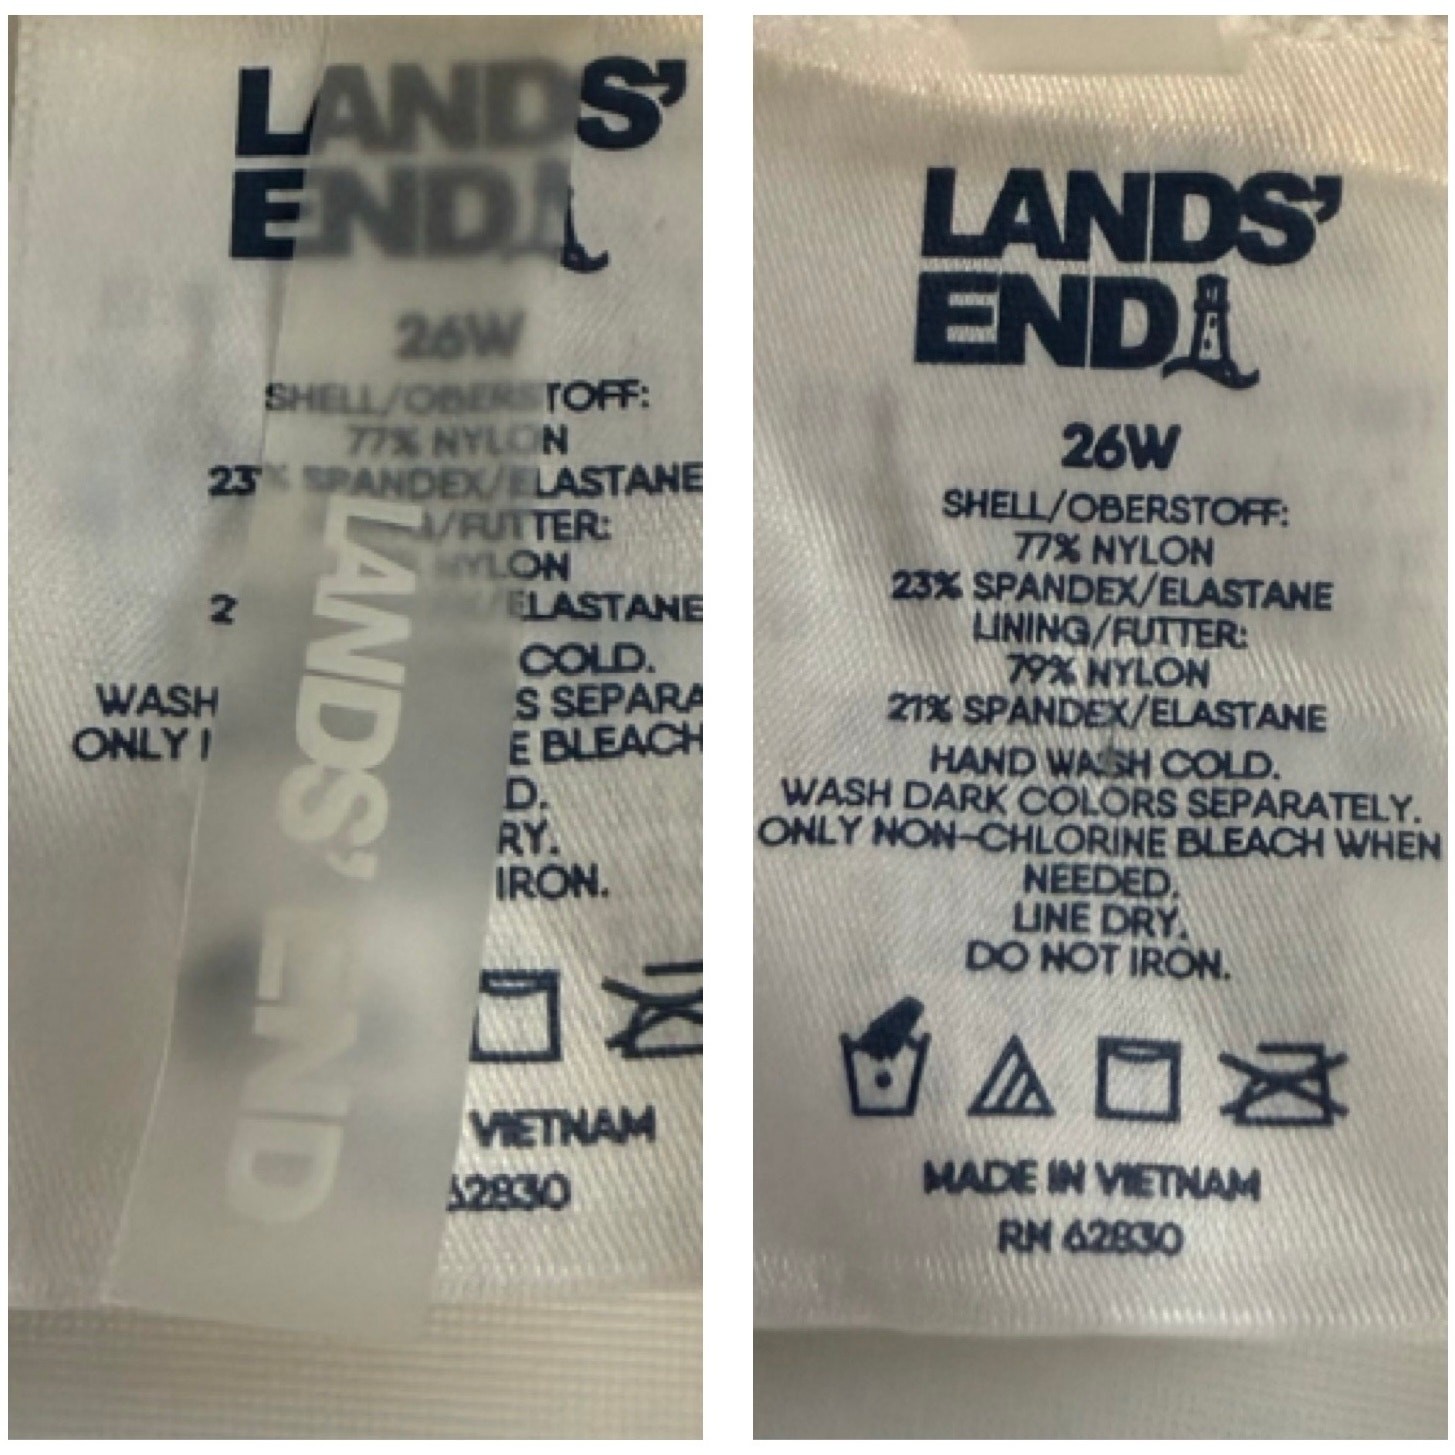 LANDS'
END
26W
SHELL/OBERSTOFF:
77% NYLON
23% SPANDEX/ELASTANE
/FUTTER:
NYLON
ELASTANE
COLD.
WASH S SEPARA
ONLY E BLEACH
D.
RY.
IRON.
VIETNAM
62830
LANDS' END
LANDS'
END
26W
SHELL/OBERSTOFF:
77% NYLON
23% SPANDEX/ELASTANE
LINING/FUTTER:
79% NYLON
21% SPANDEX/ELASTANE
HAND WASH COLD.
WASH DARK COLORS SEPARATELY.
ONLY NON-CHLORINE BLEACH WHEN
NEEDED.
LINE DRY.
DO NOT IRON.
MADE IN VIETNAM
RN 62830